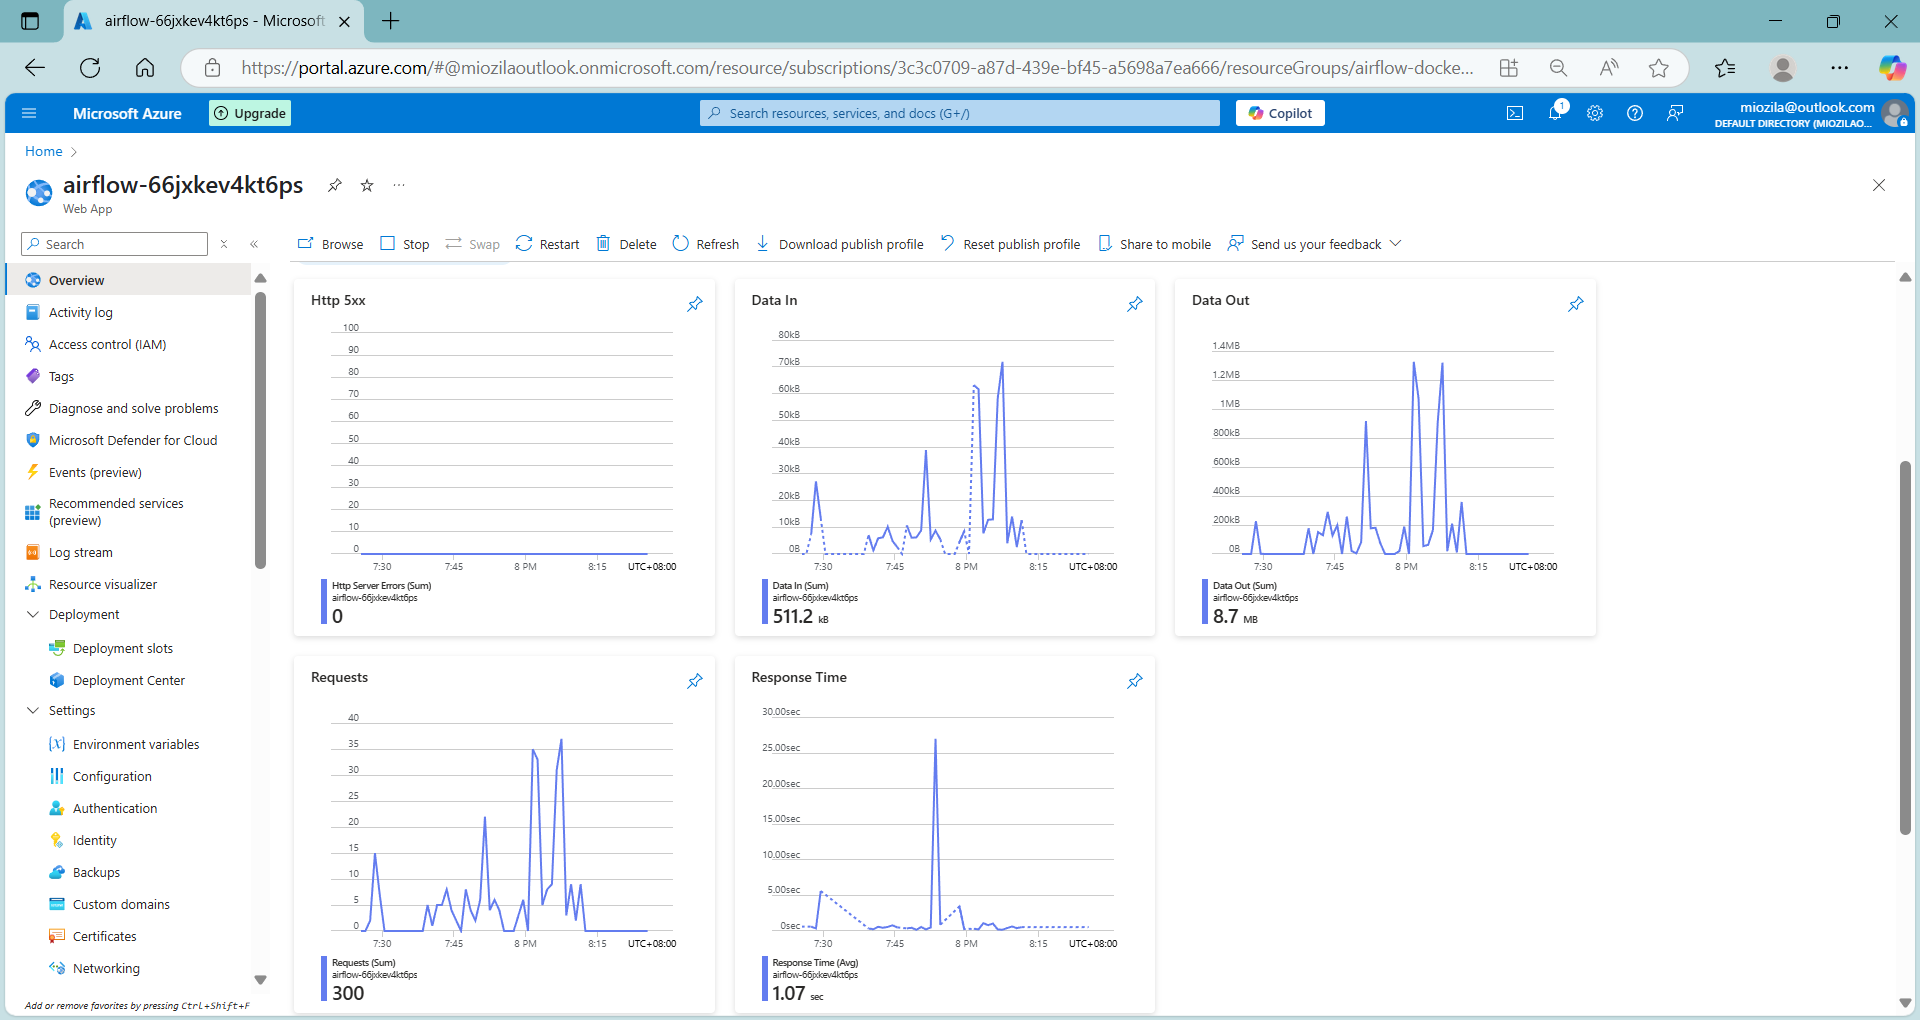 airflow-66jxkev4kt6ps - Microsoft
https://portal.azure.com/#@miozilaoutlook.onmicrosoft.com/resource/subscriptions/3c3c0709-a87d-439e-bf45-a5698a7ea666/resourceGroups/airflow-docke...
Microsoft Azure
Upgrade
Search resources, services, and docs (G+/)
Copilot
1
miozila@outlook.com
DEFAULT DIRECTORY (MIOZILAO...
Home
airflow-66jxkev4kt6ps
Web App
Search
Browse
Stop
Swap
Restart
Delete
Refresh
Download publish profile
Reset publish profile
Share to mobile
Send us your feedback
Overview
Activity log
Access control (IAM)
Tags
Diagnose and solve problems
Microsoft Defender for Cloud
Events (preview)
Recommended services
(preview)
Log stream
Resource visualizer
Deployment
Deployment slots
Deployment Center
Settings
Environment variables
Configuration
Authentication
Identity
Backups
Custom domains
Certificates
Networking
Add or remove favorites by pressing Ctrl+Shift+F
Http 5xx
100
90
80
70
60
50
40
30
20
10
0
7:30
7:45
8 PM
8:15
UTC+08:00
Http Server Errors (Sum)
airflow-66jxkev4kt6ps
0
Data In
80kB
70kB
60kB
50kB
40kB
30kB
20kB
10kB
0B
7:30
7:45
8 PM
8:15
UTC+08:00
Data In (Sum)
airflow-66jxkev4kt6ps
511.2 kB
Data Out
1.4MB
1.2MB
1MB
800kB
600kB
400kB
200kB
0B
7:30
7:45
8 PM
8:15
UTC+08:00
Data Out (Sum)
airflow-66jxkev4kt6ps
8.7 MB
Requests
40
35
30
25
20
15
10
5
0
7:30
7:45
8 PM
8:15
UTC+08:00
Requests (Sum)
airflow-66jxkev4kt6ps
300
Response Time
30.00sec
25.00sec
20.00sec
15.00sec
10.00sec
5.00sec
0sec
7:30
7:45
8 PM
8:15
UTC+08:00
Response Time (Avg)
airflow-66jxkev4kt6ps
1.07 sec